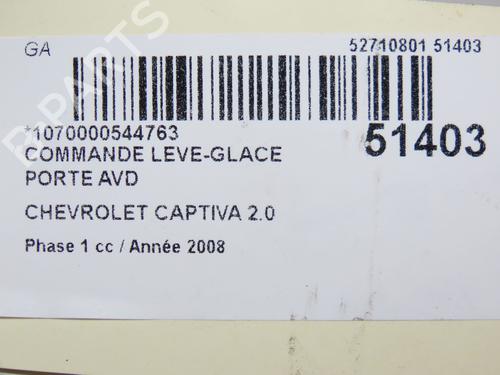 GA 52710801 51403
*1070000544763
51403
COMMANDE LEVE-GLACE
PORTE AVD
CHEVROLET CAPTIVA 2.0
Phase 1 cc / Année 2008
B-PARTS